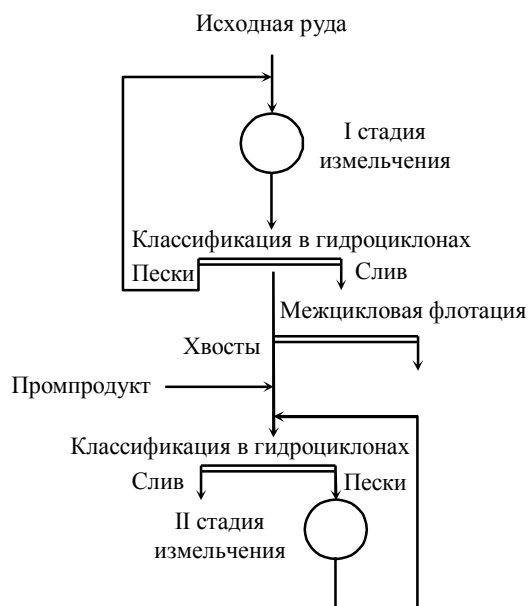 Исходная руда
I стадия
измельчения
Классификация в гидроциклонах
Пески
Слив
Межцикловая флотация
Хвосты
Промпродукт
Классификация в гидроциклонах
Слив
Пески
II стадия
измельчения